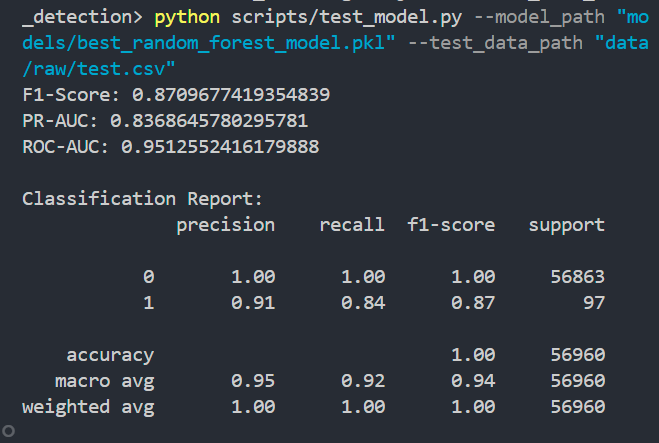 _detection> python scripts/test_model.py --model_path "mo
dels/best_random_forest_model.pkl" --test_data_path "data
/raw/test.csv"
F1-Score: 0.8709677419354839
PR-AUC: 0.8368645780295781
ROC-AUC: 0.9512552416179888
Classification Report:
precision recall f1-score support
0 1.00 1.00 1.00 56863
1 0.91 0.84 0.87 97
accuracy 1.00 56960
macro avg 0.95 0.92 0.94 56960
weighted avg 1.00 1.00 1.00 56960